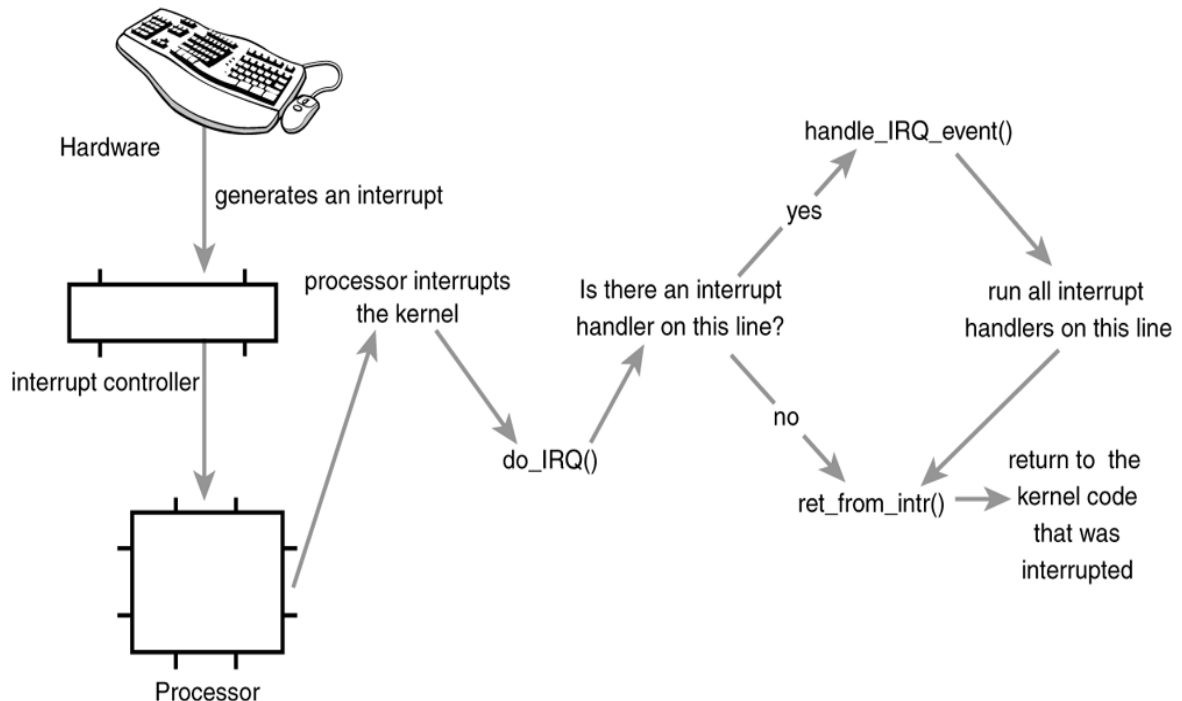 Hardware
generates an interrupt
interrupt controller
Processor
processor interrupts
the kernel
do_IRQ()
Is there an interrupt
handler on this line?
yes
no
handle_IRQ_event()
run all interrupt
handlers on this line
ret_from_intr()
return to the
kernel code
that was
interrupted